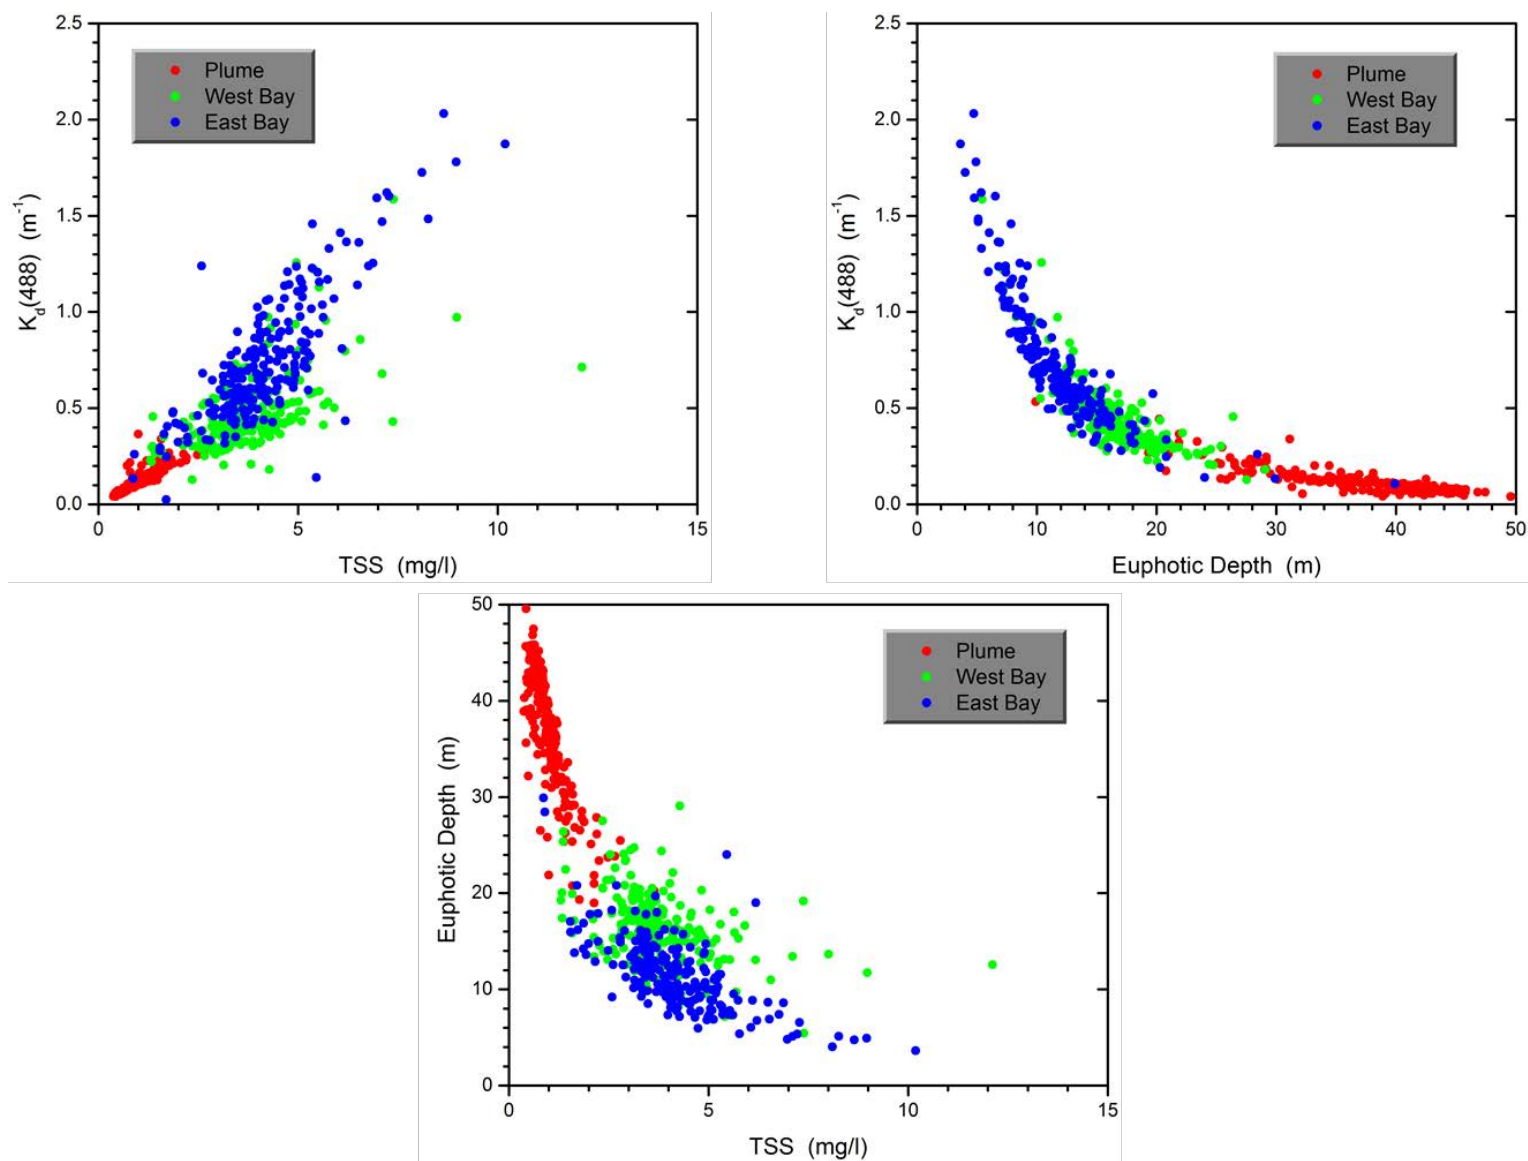 2.5
2.0
1.5
1.0
0.5
0.0
Kd(488) (m-1)
Plume
West Bay
East Bay
0 5 10 15
TSS (mg/l)
2.5
2.0
1.5
1.0
0.5
0.0
Kd(488) (m-1)
Plume
West Bay
East Bay
0 10 20 30 40 50
Euphotic Depth (m)
50
40
30
20
10
0
Euphotic Depth (m)
Plume
West Bay
East Bay
0 5 10 15
TSS (mg/l)